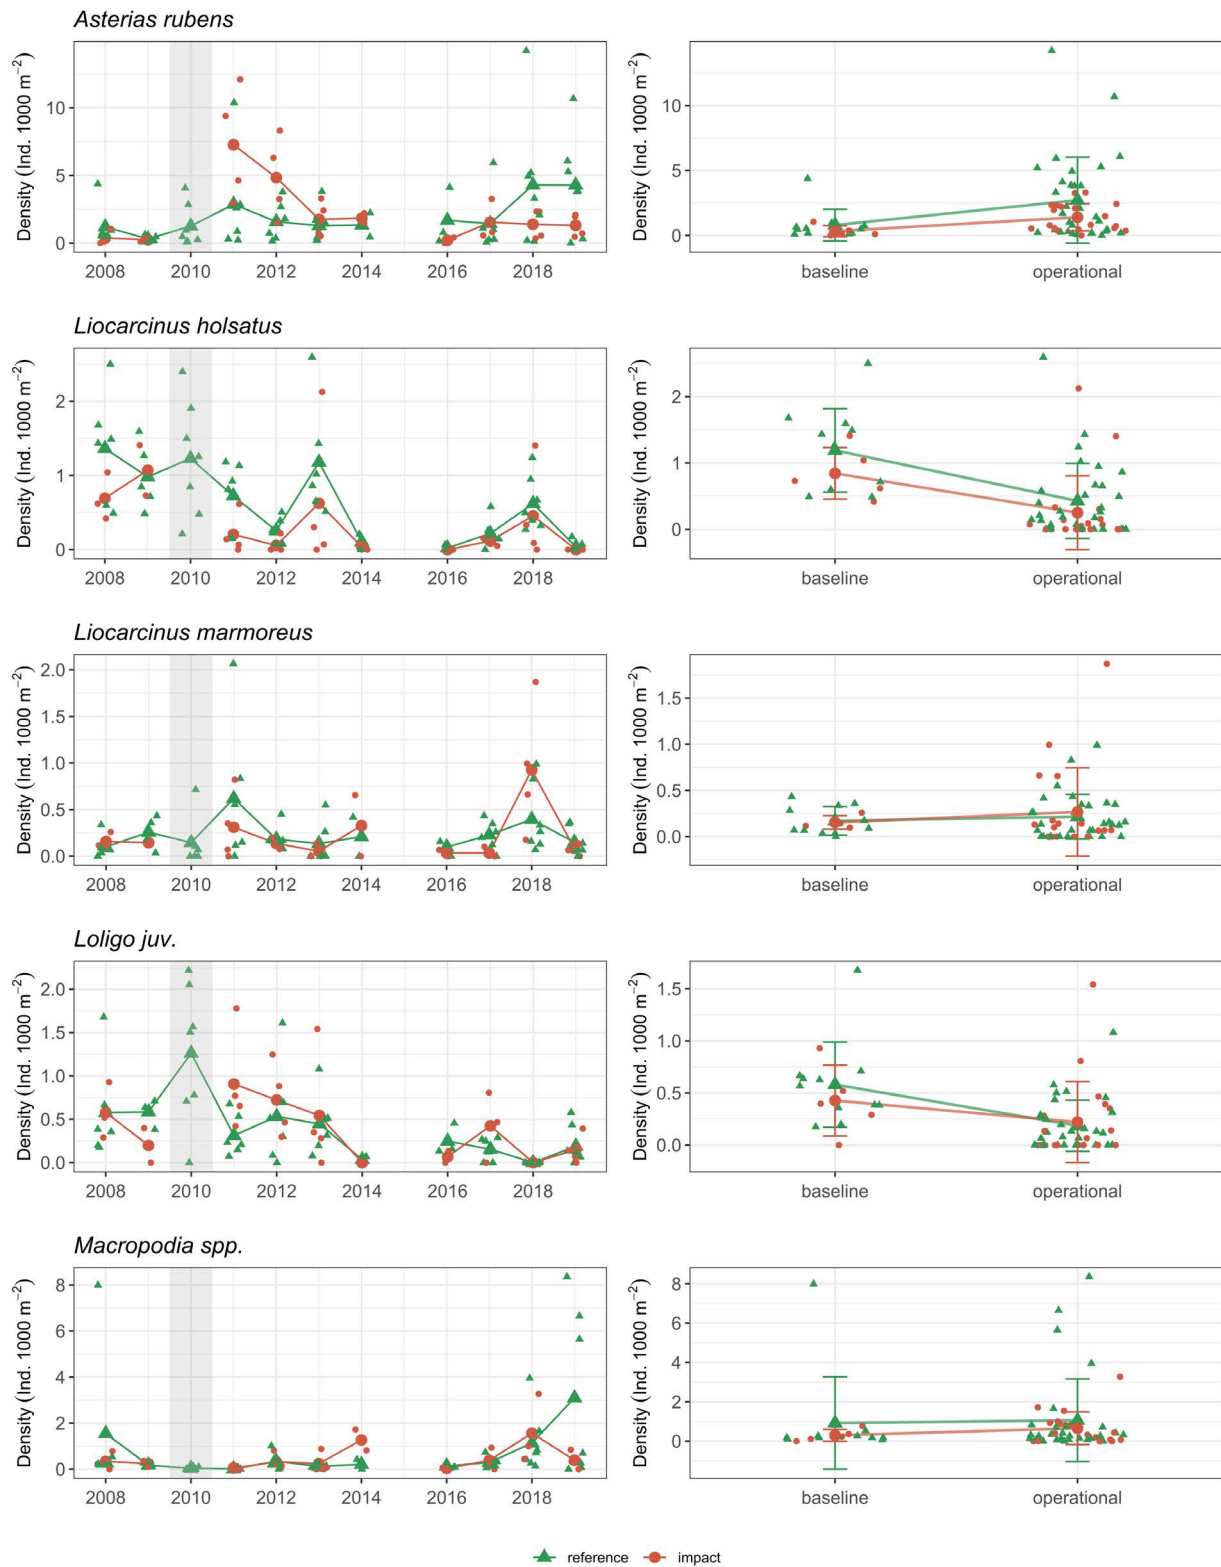 Asterias rubens
Density (Ind. 1000 m⁻²)
10
5
0
2008 2010 2012 2014 2016 2018
Density (Ind. 1000 m⁻²)
10
5
0
baseline operational
Liocarcinus holsatus
Density (Ind. 1000 m⁻²)
2
1
0
2008 2010 2012 2014 2016 2018
Density (Ind. 1000 m⁻²)
2
1
0
baseline operational
Liocarcinus marmoreus
Density (Ind. 1000 m⁻²)
2.0
1.5
1.0
0.5
0.0
2008 2010 2012 2014 2016 2018
Density (Ind. 1000 m⁻²)
1.5
1.0
0.5
0.0
baseline operational
Loligo juv.
Density (Ind. 1000 m⁻²)
2.0
1.5
1.0
0.5
0.0
2008 2010 2012 2014 2016 2018
Density (Ind. 1000 m⁻²)
1.5
1.0
0.5
0.0
baseline operational
Macropodia spp.
Density (Ind. 1000 m⁻²)
8
6
4
2
0
2008 2010 2012 2014 2016 2018
Density (Ind. 1000 m⁻²)
8
6
4
2
0
baseline operational
reference impact